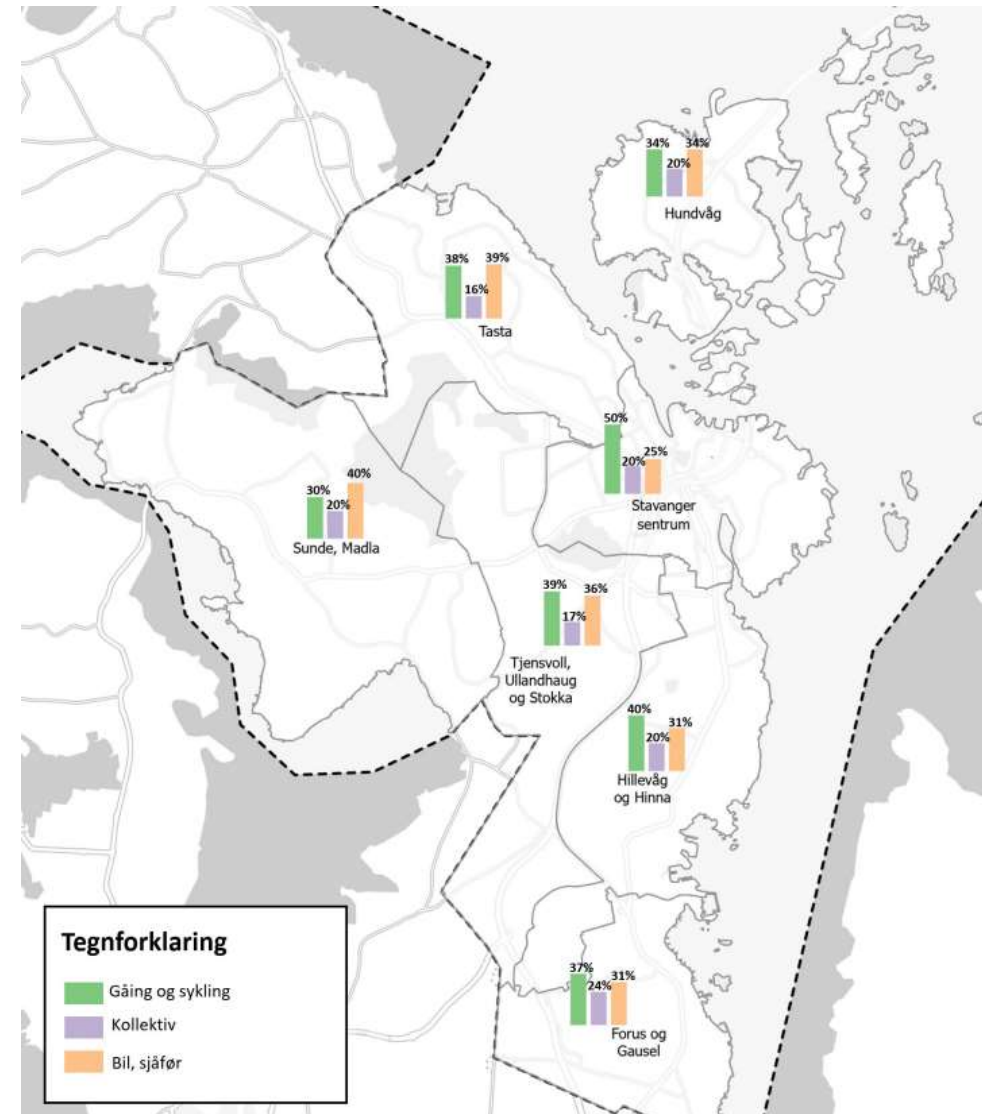 34% 34%
20%
Hundvåg
38% 39%
16%
Tasta
50%
20% 25%
Stavanger
sentrum
40%
30%
20%
Sunde, Madla
39% 36%
17%
Tjensvoll,
Ullandhaug
og Stokka
40%
31%
20%
Hillevåg
og Hinna
37%
24% 31%
Forus og
Gausel
Tegnforklaring
Gåing og sykling
Kollektiv
Bil, sjåfør